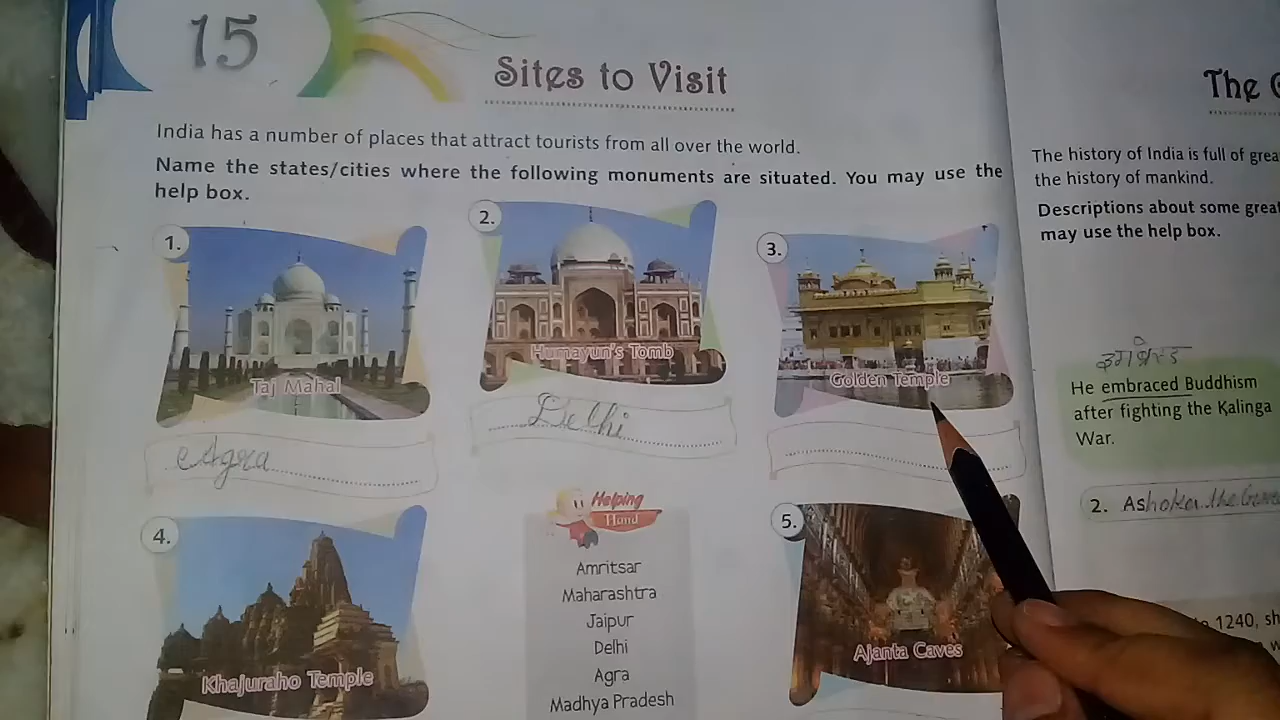 15
Sites to Visit
India has a number of places that attract tourists from all over the world.
Name the states/cities where the following monuments are situated. You may use the
help box.
1.
Taj Mahal
Agra
2.
Humayun's Tomb
Delhi
3.
Golden Temple
4.
Khajuraho Temple
Helping
Hand
Amritsar
Maharashtra
Jaipur
Delhi
Agra
Madhya Pradesh
5.
Ajanta Caves
The
The history of India is full of
the history of mankind.
Descriptions about some
may use the help box.
He embraced Buddhism
after fighting the Kalinga
War.
2. Ashoka the
1240,